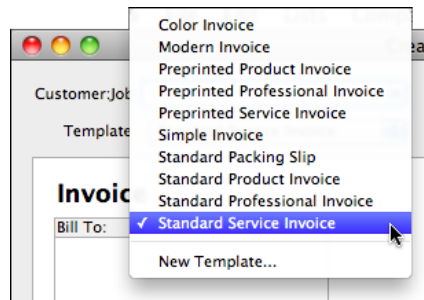 Color Invoice
Modern Invoice
Preprinted Product Invoice
Customer:Job
Preprinted Professional Invoice
Preprinted Service Invoice
Template
Simple Invoice
Standard Packing Slip
Standard Product Invoice
Standard Professional Invoice
Bill To:
✓ Standard Service Invoice
New Template...